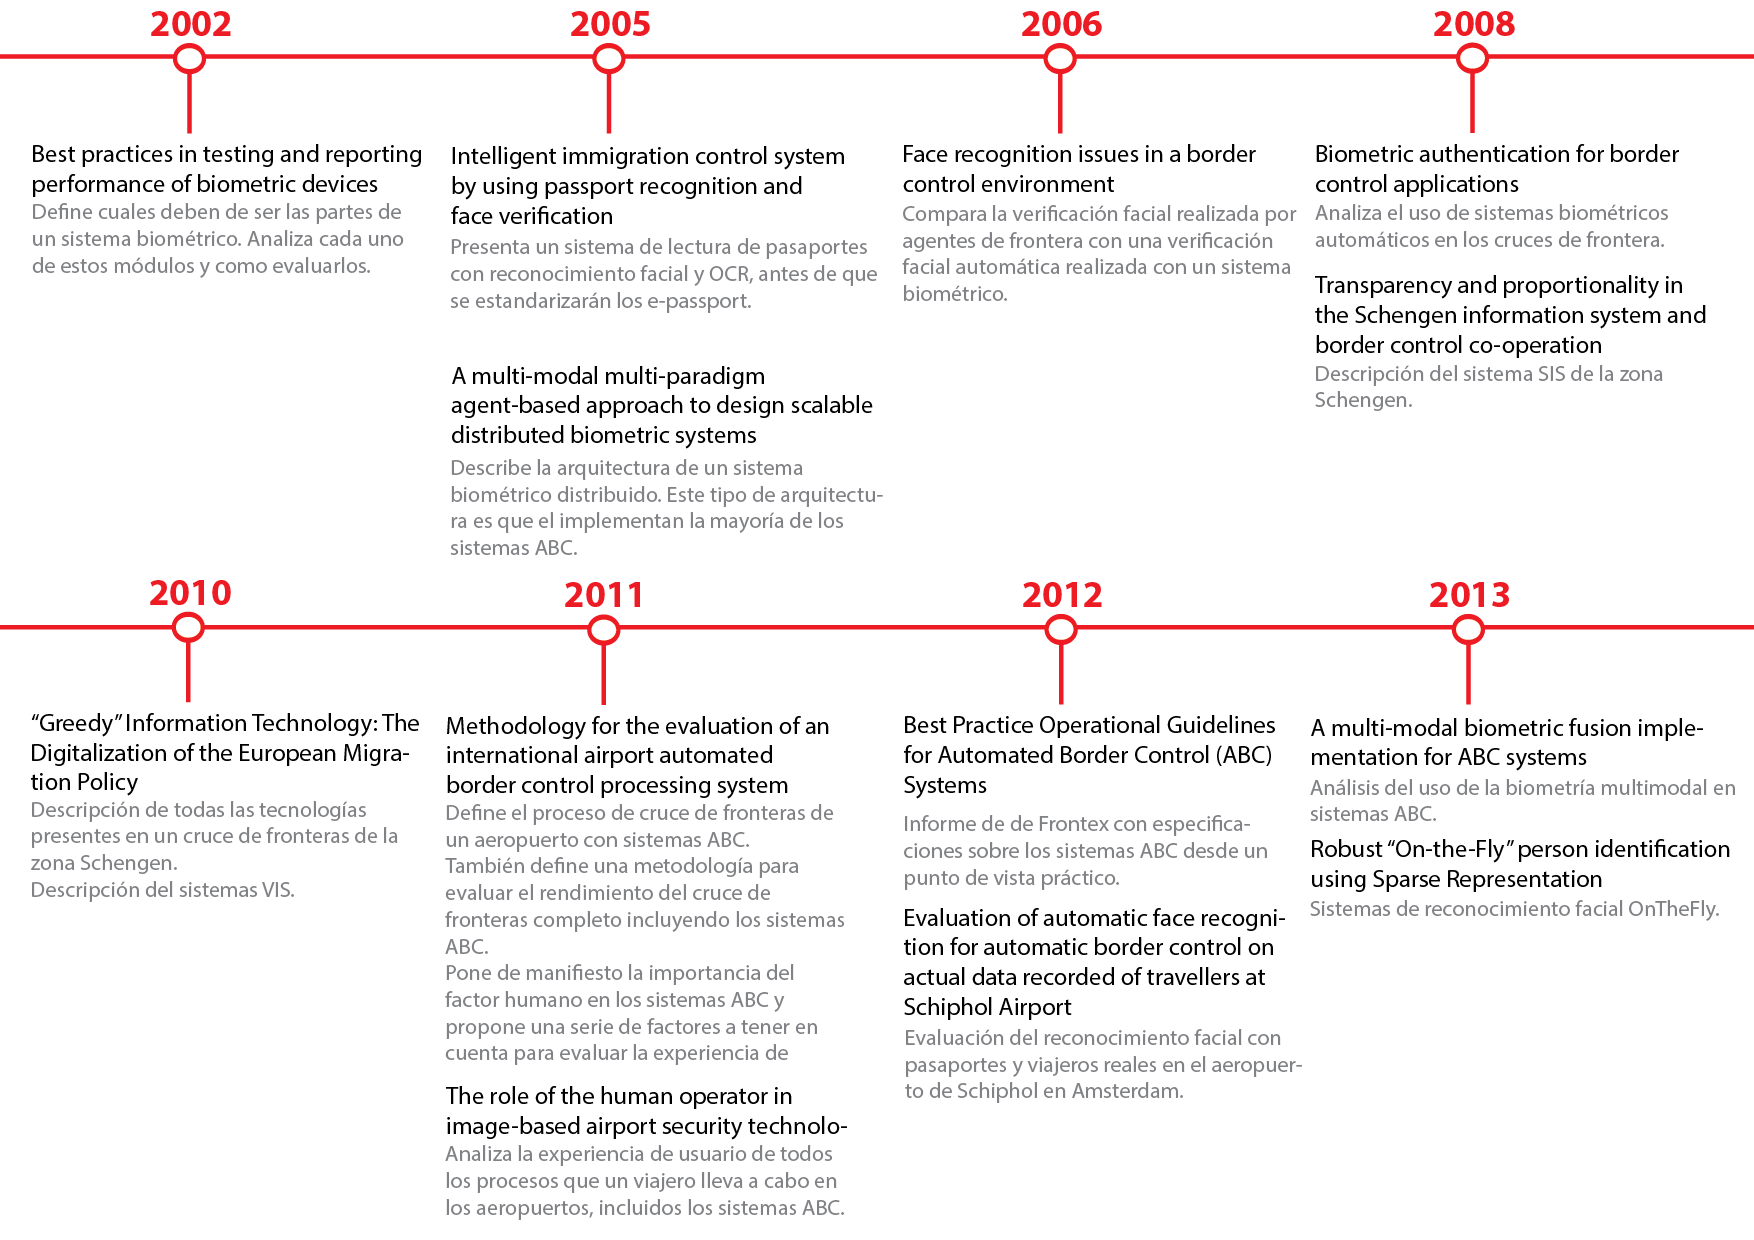 2002
Best practices in testing and reporting
performance of biometric devices
Define cuales deben de ser las partes de
un sistema biométrico. Analiza cada uno
de estos módulos y como evaluarlos.
2005
Intelligent immigration control system
by using passport recognition and
face verification
Presenta un sistema de lectura de pasaportes
con reconocimiento facial y OCR, antes de que
se estandarizarán los e-passport.
A multi-modal multi-paradigm
agent-based approach to design scalable
distributed biometric systems
Describe la arquitectura de un sistema
biométrico distribuido. Este tipo de arquitectu-
ra es que el implementan la mayoría de los
sistemas ABC.
2006
Face recognition issues in a border
control environment
Compara la verificación facial realizada por
agentes de frontera con una verificación
facial automática realizada con un sistema
biométrico.
2008
Biometric authentication for border
control applications
Analiza el uso de sistemas biométricos
automáticos en los cruces de frontera.
Transparency and proportionality in
the Schengen information system and
border control co-operation
Descripción del sistema SIS de la zona
Schengen.
2010
“Greedy” Information Technology: The
Digitalization of the European Migra-
tion Policy
Descripción de todas las tecnologías
presentes en un cruce de fronteras de la
zona Schengen.
Descripción del sistemas VIS.
2011
Methodology for the evaluation of an
international airport automated
border control processing system
Define el proceso de cruce de fronteras de
un aeropuerto con sistemas ABC.
También define una metodología para
evaluar el rendimiento del cruce de
fronteras completo incluyendo los sistemas
ABC.
Pone de manifiesto la importancia del
factor humano en los sistemas ABC y
propone una serie de factores a tener en
cuenta para evaluar la experiencia de
The role of the human operator in
image-based airport security technolo-
Analiza la experiencia de usuario de todos
los procesos que un viajero lleva a cabo en
los aeropuertos, incluidos los sistemas ABC.
2012
Best Practice Operational Guidelines
for Automated Border Control (ABC)
Systems
Informe de de Frontex con especifica-
ciones sobre los sistemas ABC desde un
punto de vista práctico.
Evaluation of automatic face recogni-
tion for automatic border control on
actual data recorded of travellers at
Schiphol Airport
Evaluación del reconocimiento facial con
pasaportes y viajeros reales en el aeropuer-
to de Schiphol en Amsterdam.
2013
A multi-modal biometric fusion imple-
mentation for ABC systems
Análisis del uso de la biometría multimodal en
sistemas ABC.
Robust “On-the-Fly” person identification
using Sparse Representation
Sistemas de reconocimiento facial OnTheFly.